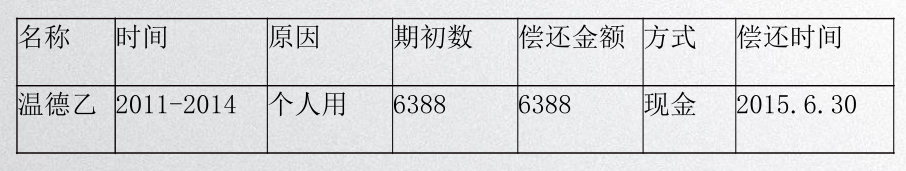 名称 时间 原因 期初数 偿还金额 方式 偿还时间
温德乙 2011-2014 个人用 6388 6388 现金 2015.6.30